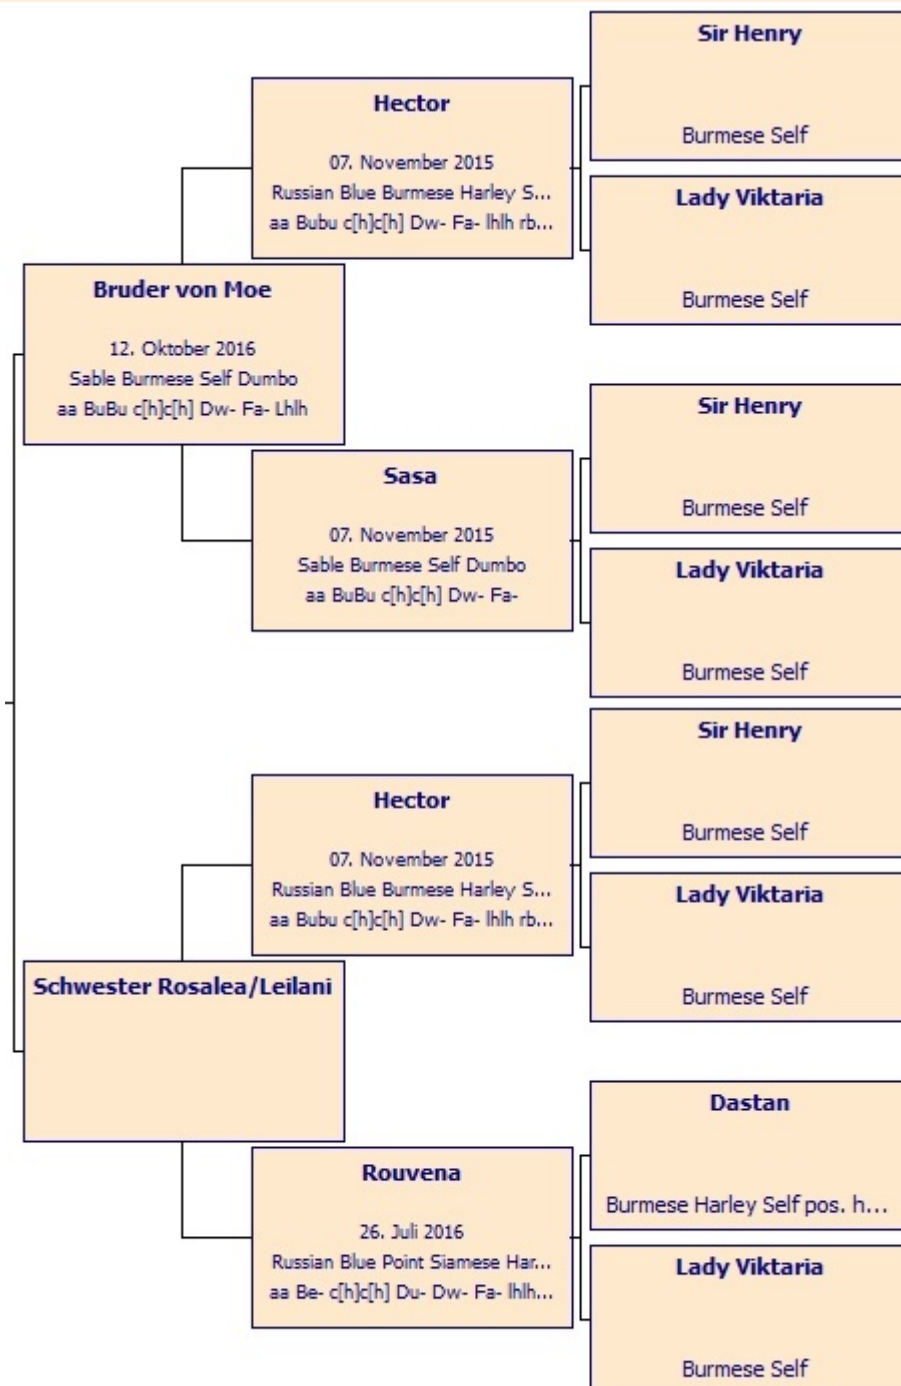 Sir Henry
Burmese Self
Hector
07. November 2015
Russian Blue Burmese Harley S...
aa Bubu c[h]c[h] Dw- Fa- lhlh rb...
Lady Viktaria
Burmese Self
Bruder von Moe
12. Oktober 2016
Sable Burmese Self Dumbo
aa BuBu c[h]c[h] Dw- Fa- Lhlh
Sir Henry
Burmese Self
Sasa
07. November 2015
Sable Burmese Self Dumbo
aa BuBu c[h]c[h] Dw- Fa-
Lady Viktaria
Burmese Self
Sir Henry
Burmese Self
Hector
07. November 2015
Russian Blue Burmese Harley S...
aa Bubu c[h]c[h] Dw- Fa- lhlh rb...
Lady Viktaria
Burmese Self
Schwester Rosalea/Leilani
Dastan
Burmese Harley Self pos. h...
Rouvena
26. Juli 2016
Russian Blue Point Siamese Har...
aa Be- c[h]c[h] Du- Dw- Fa- lhlh...
Lady Viktaria
Burmese Self